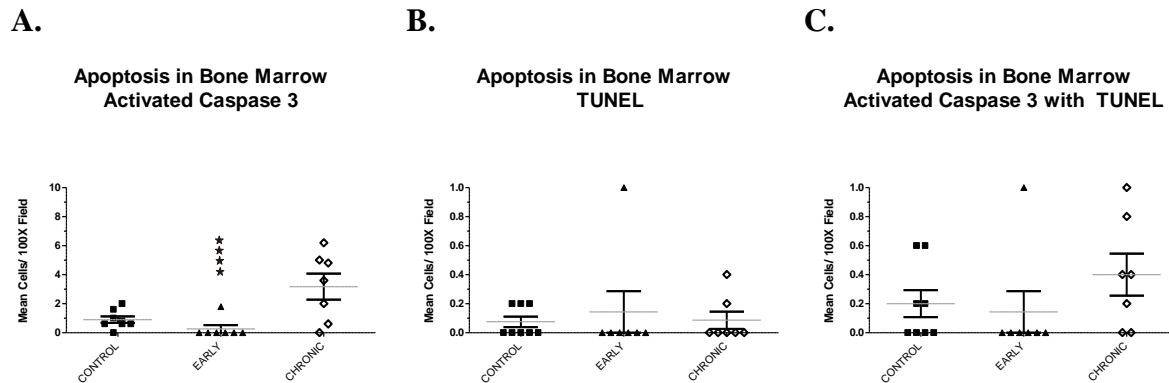 A.
Apoptosis in Bone Marrow
Activated Caspase 3
Mean Cells/ 100X Field
10
8
6
4
2
0
CONTROL
EARLY
CHRONIC
B.
Apoptosis in Bone Marrow
TUNEL
Mean Cells/ 100X Field
1.0
0.8
0.6
0.4
0.2
0.0
CONTROL
EARLY
CHRONIC
C.
Apoptosis in Bone Marrow
Activated Caspase 3 with TUNEL
Mean Cells/ 100X Field
1.0
0.8
0.6
0.4
0.2
0.0
CONTROL
EARLY
CHRONIC